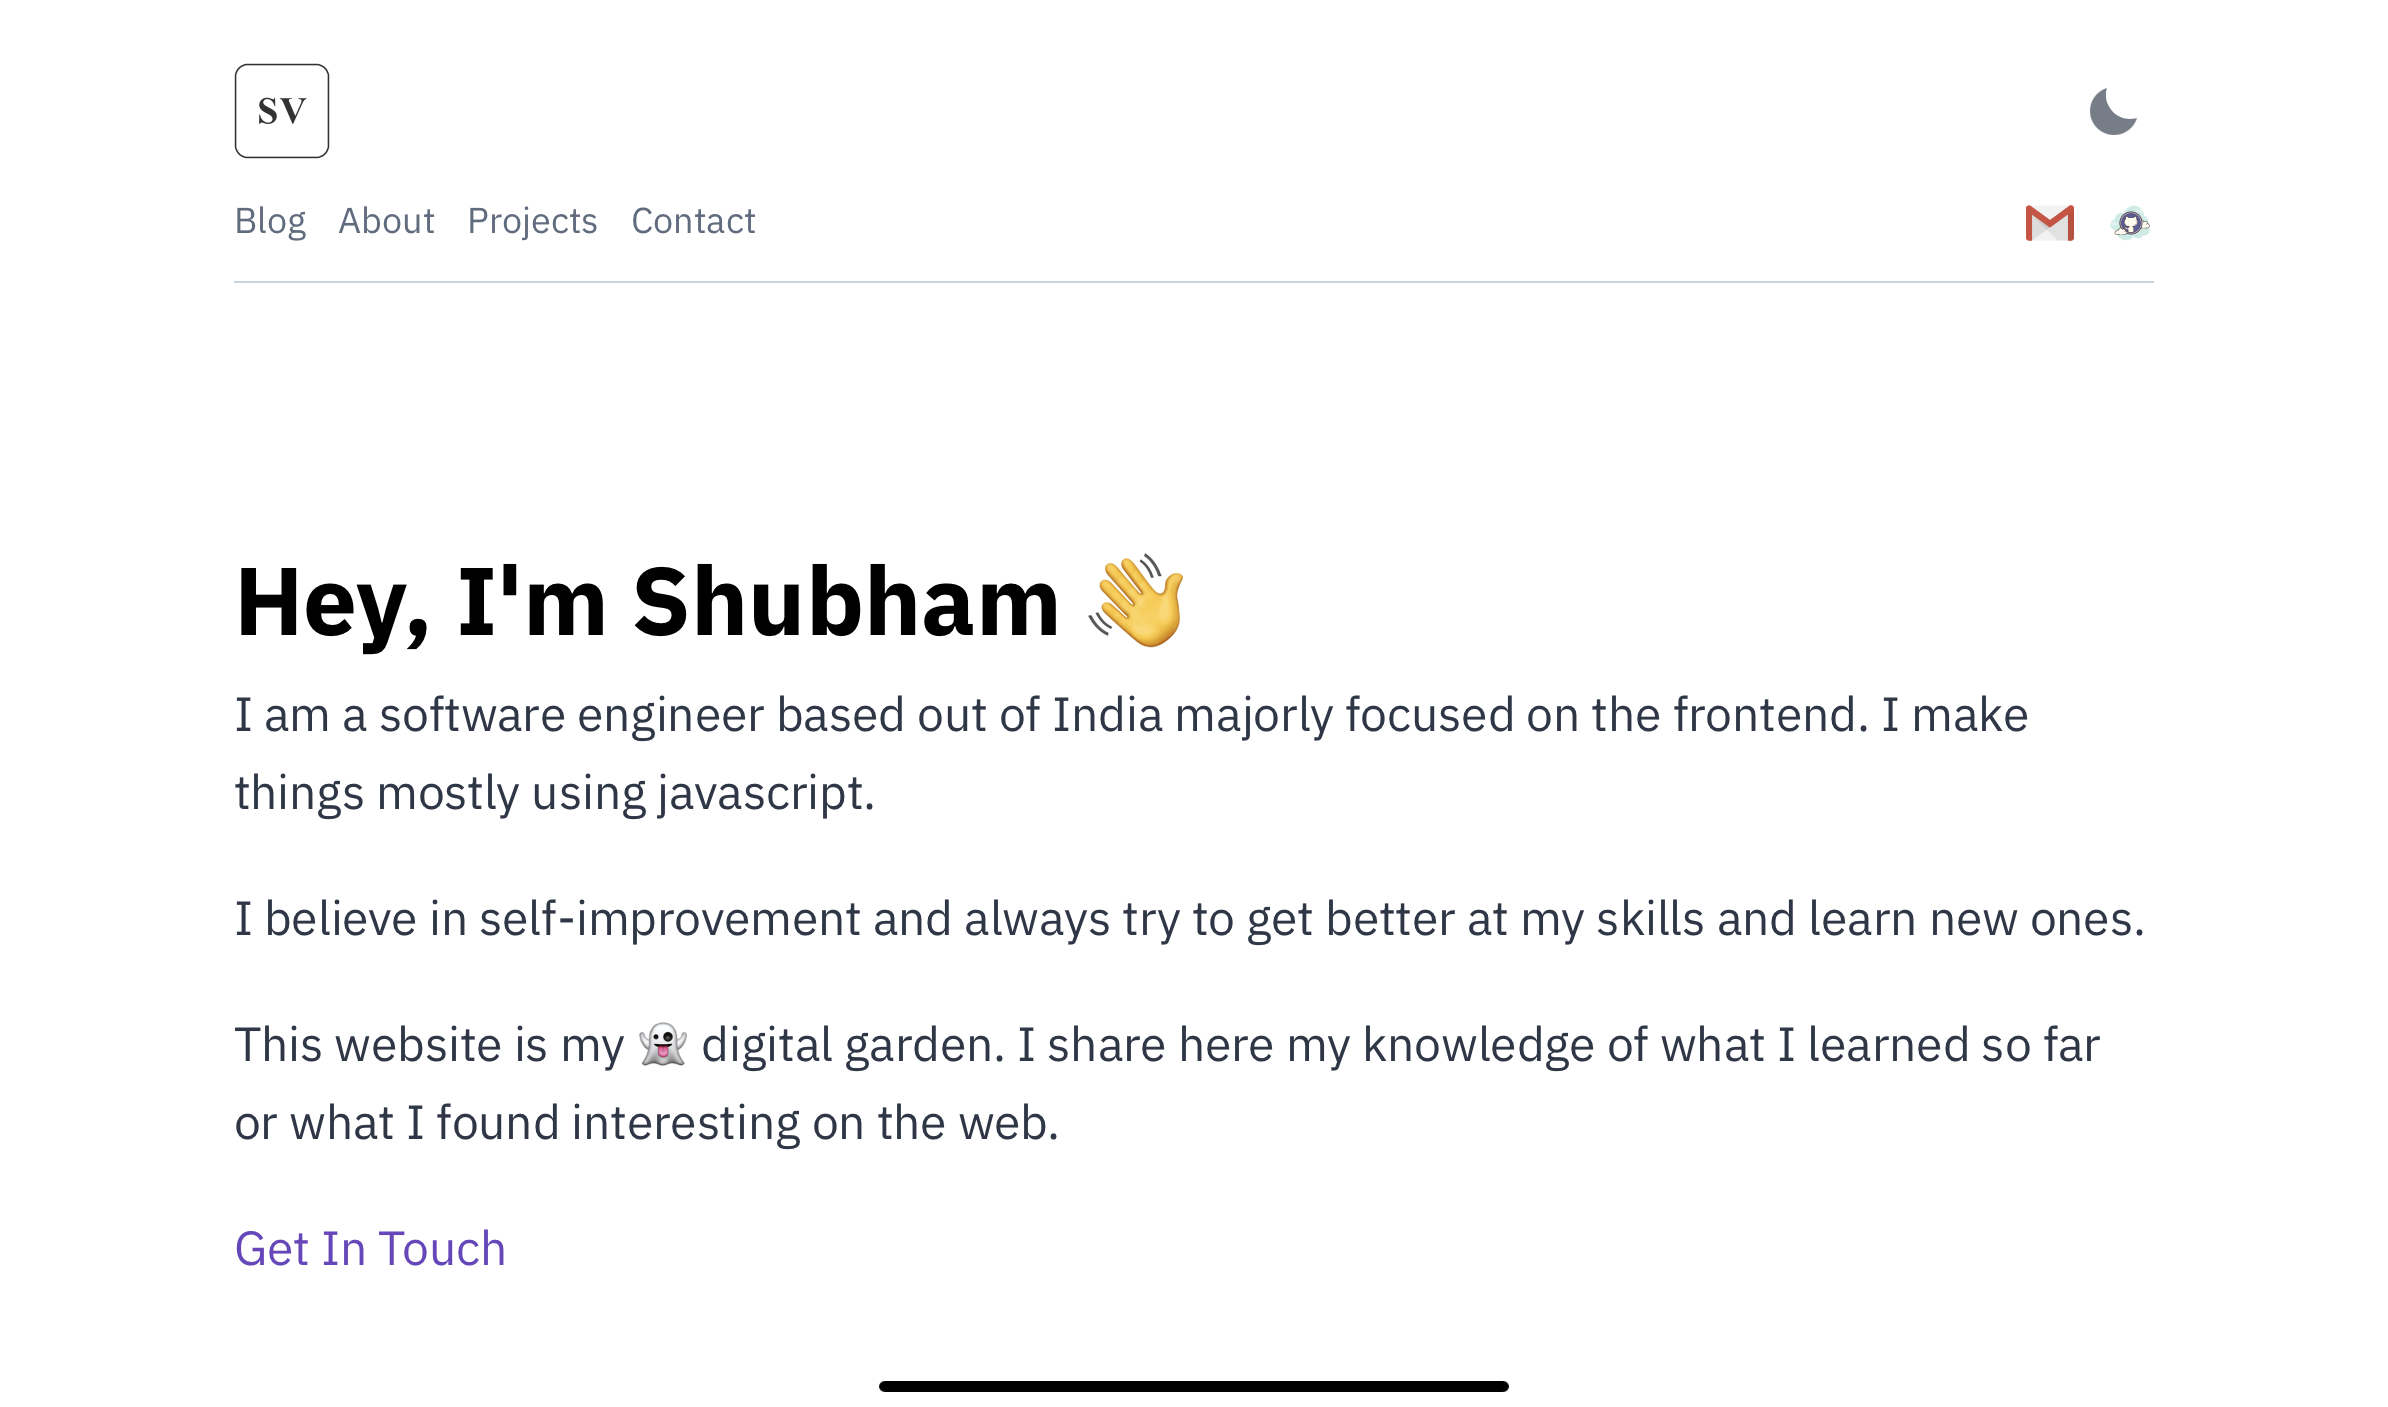 SV
Blog About Projects Contact
Hey, I'm Shubham 👋
I am a software engineer based out of India majorly focused on the frontend. I make
things mostly using javascript.
I believe in self-improvement and always try to get better at my skills and learn new ones.
This website is my 👻 digital garden. I share here my knowledge of what I learned so far
or what I found interesting on the web.
Get In Touch